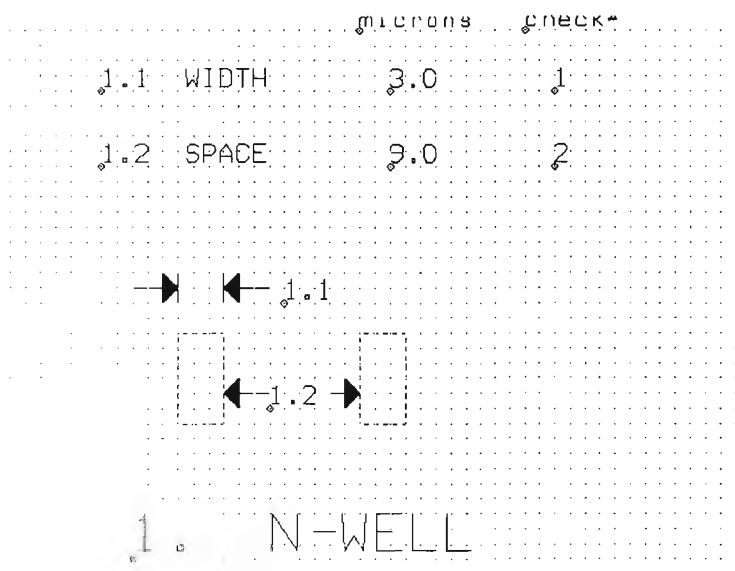 microns check#
1.1 WIDTH 3.0 1
1.2 SPACE 9.0 2
1.1
1.2
1. N-WELL